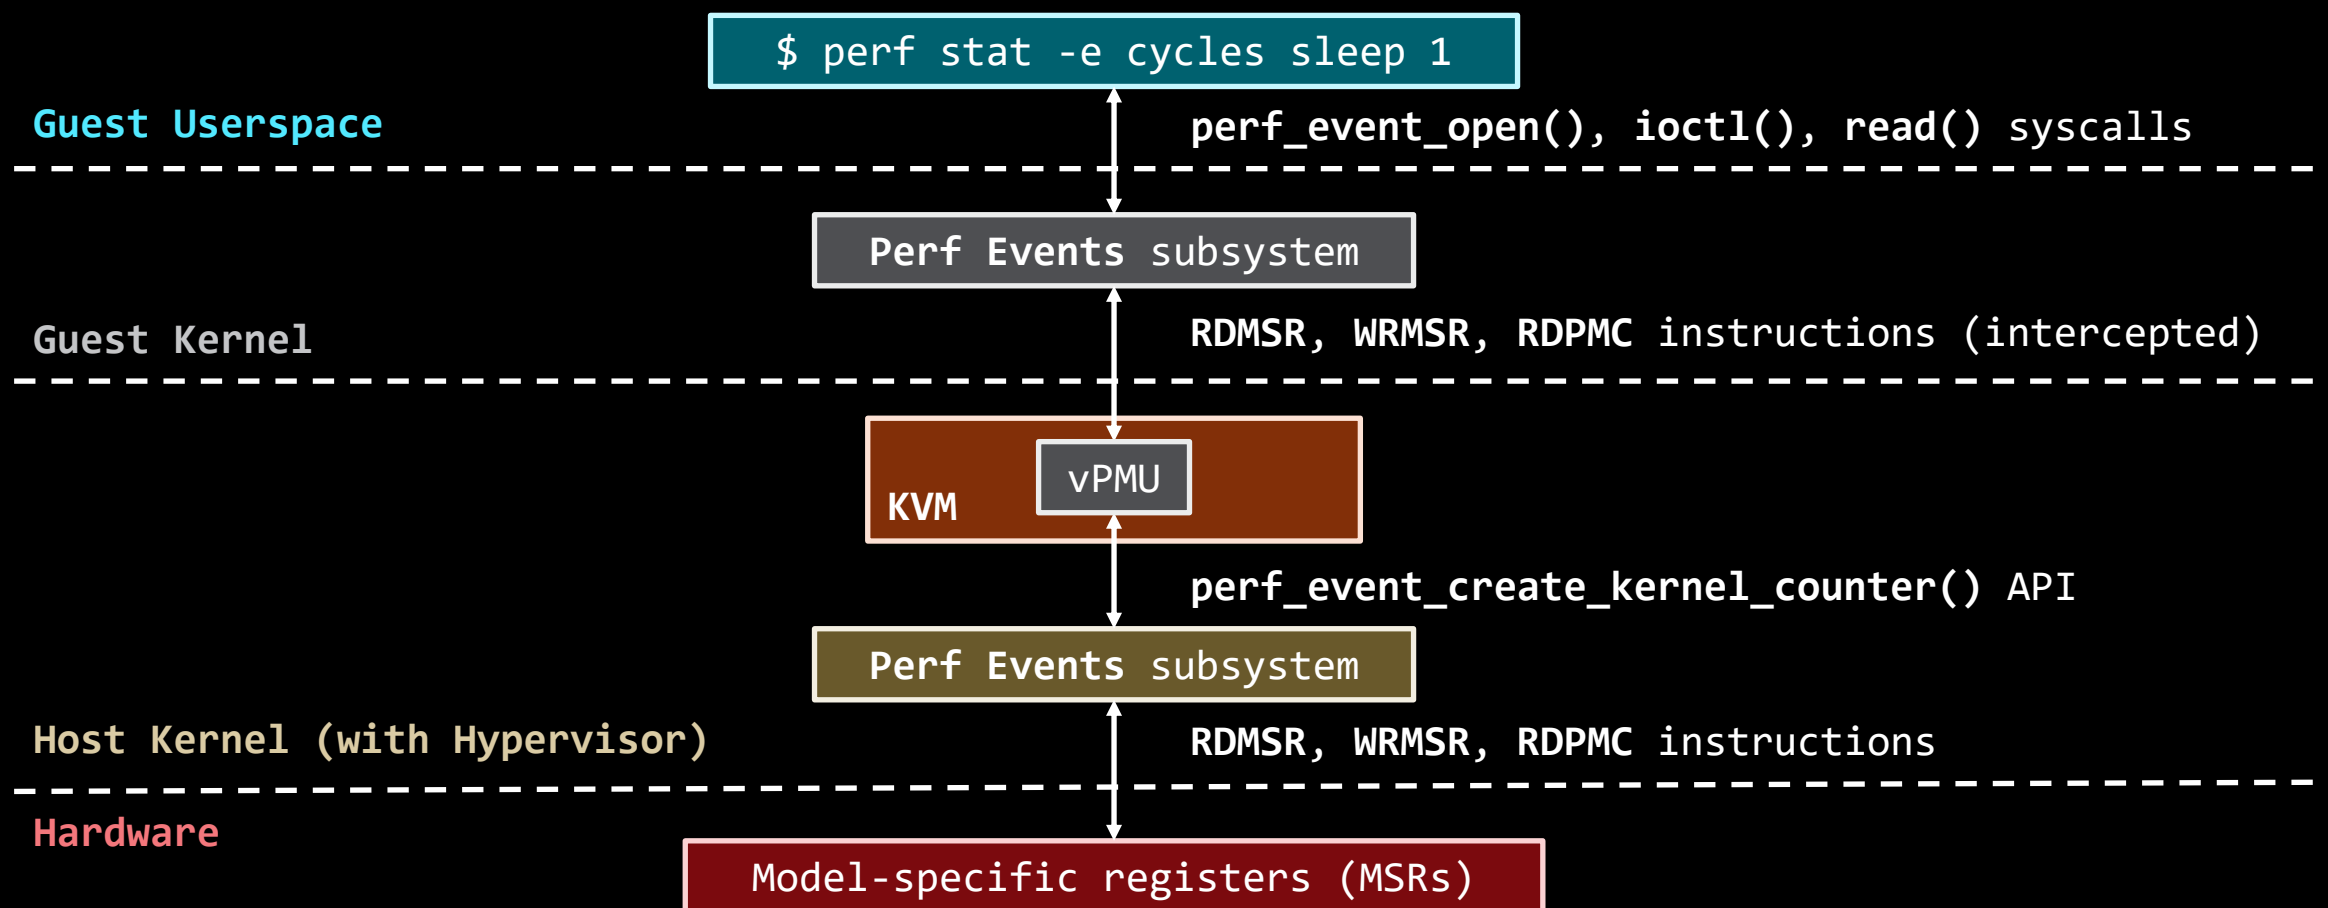 $ perf stat -e cycles sleep 1
Guest Userspace
perf_event_open(), ioctl(), read() syscalls
Perf Events subsystem
Guest Kernel
RDMSR, WRMSR, RDPMC instructions (intercepted)
vPMU
KVM
perf_event_create_kernel_counter() API
Perf Events subsystem
Host Kernel (with Hypervisor)
RDMSR, WRMSR, RDPMC instructions
Hardware
Model-specific registers (MSRs)